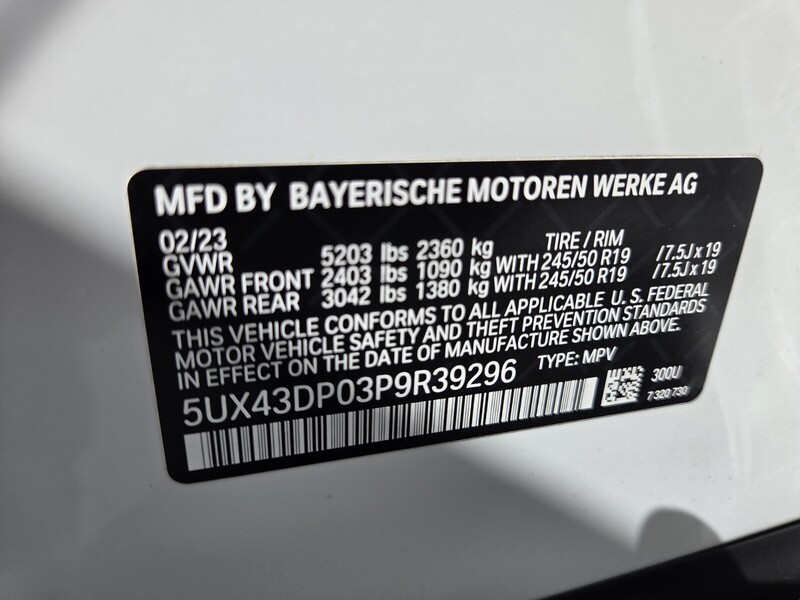 MFD BY BAYERISCHE MOTOREN WERKE AG
02/23 TIRE / RIM
GVWR 5203 lbs 2360 kg
GAWR FRONT 2403 lbs 1090 kg WITH 245/50 R19 /7.5J x 19
GAWR REAR 3042 lbs 1380 kg WITH 245/50 R19 /7.5J x 19
THIS VEHICLE CONFORMS TO ALL APPLICABLE U. S. FEDERAL
MOTOR VEHICLE SAFETY AND THEFT PREVENTION STANDARDS
IN EFFECT ON THE DATE OF MANUFACTURE SHOWN ABOVE.
TYPE: MPV
5UX43DP03P9R39296
300U
7 320 730